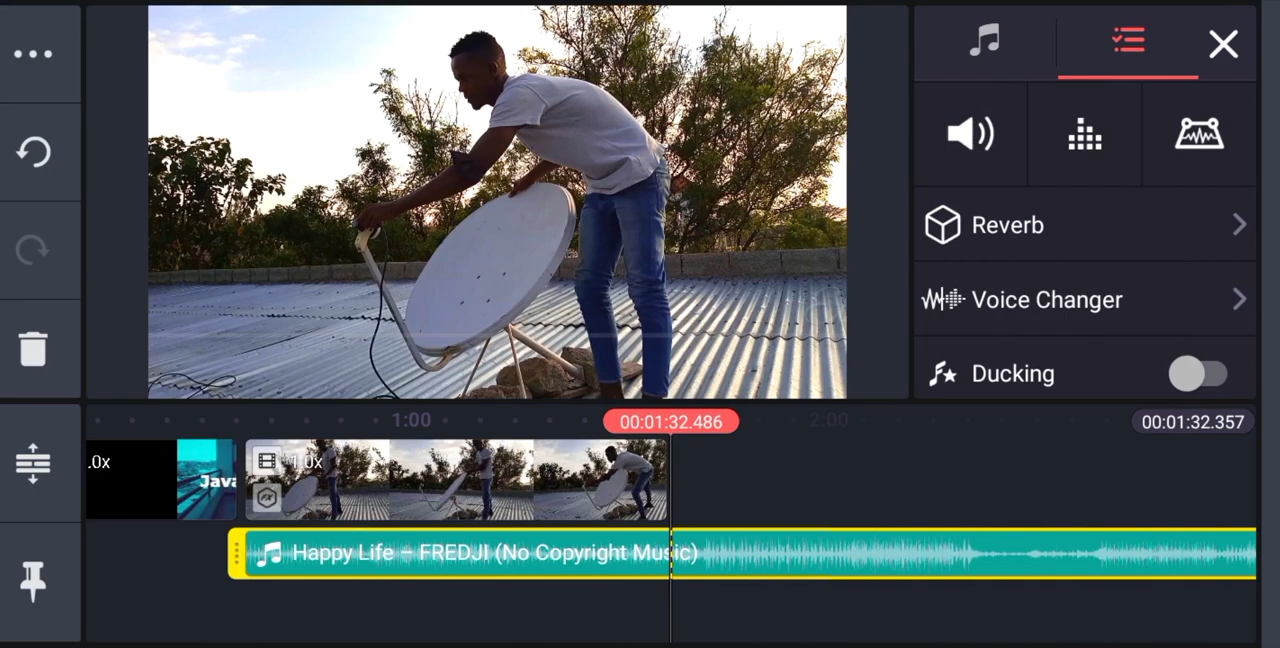 Reverb
Voice Changer
Ducking
1:00
00:01:32.486
2:00
00:01:32.357
.0x
Java
1.0x
Happy Life – FREDJI (No Copyright Music)